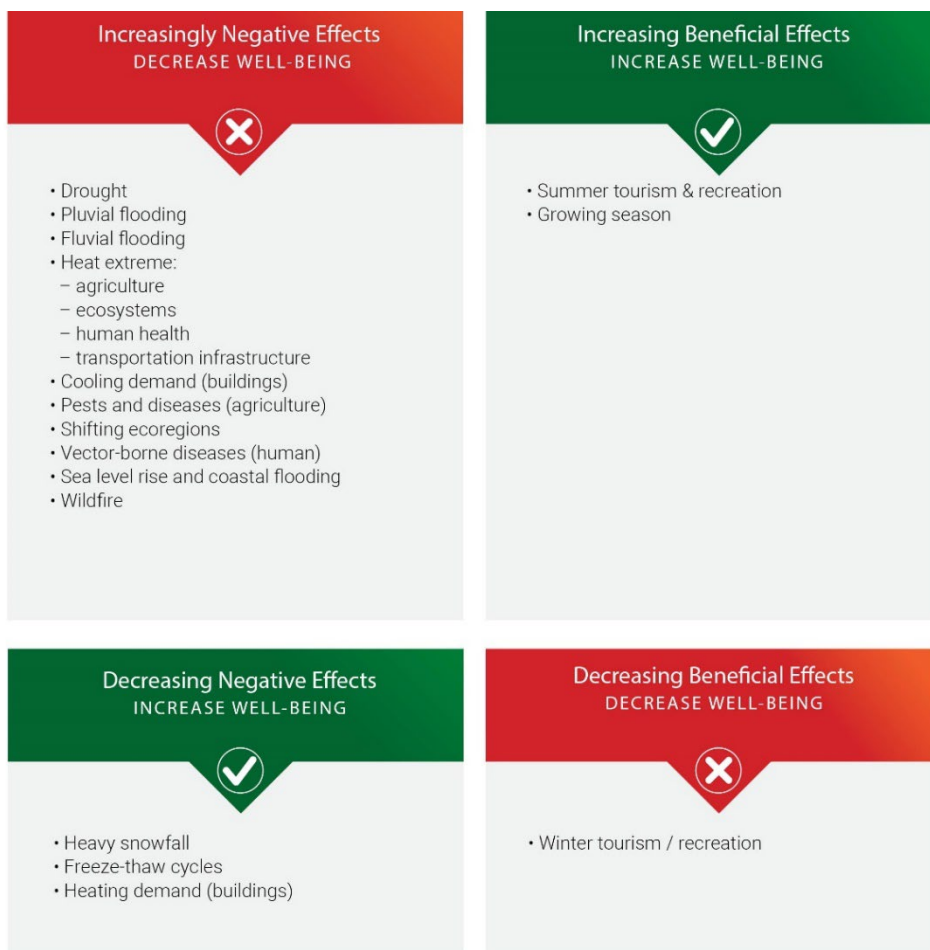 Increasingly Negative Effects
DECREASE WELL-BEING
• Drought
• Pluvial flooding
• Fluvial flooding
• Heat extreme:
– agriculture
– ecosystems
– human health
– transportation infrastructure
• Cooling demand (buildings)
• Pests and diseases (agriculture)
• Shifting ecoregions
• Vector-borne diseases (human)
• Sea level rise and coastal flooding
• Wildfire
Increasing Beneficial Effects
INCREASE WELL-BEING
• Summer tourism & recreation
• Growing season
Decreasing Negative Effects
INCREASE WELL-BEING
• Heavy snowfall
• Freeze-thaw cycles
• Heating demand (buildings)
Decreasing Beneficial Effects
DECREASE WELL-BEING
• Winter tourism / recreation